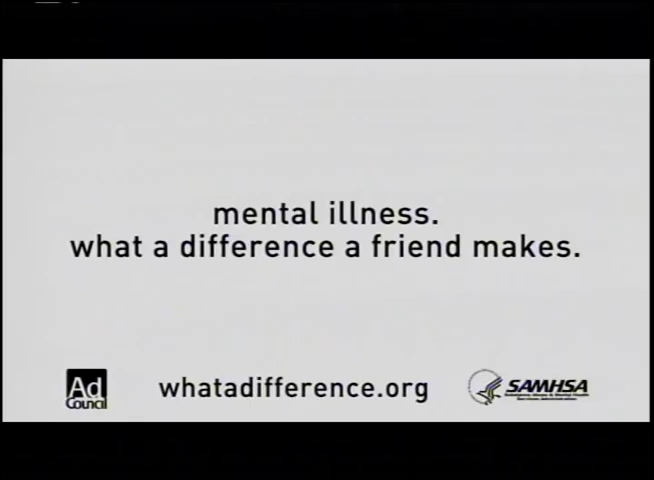 mental illness.
what a difference a friend makes.
Ad
Council
whatadifference.org
SAMHSA